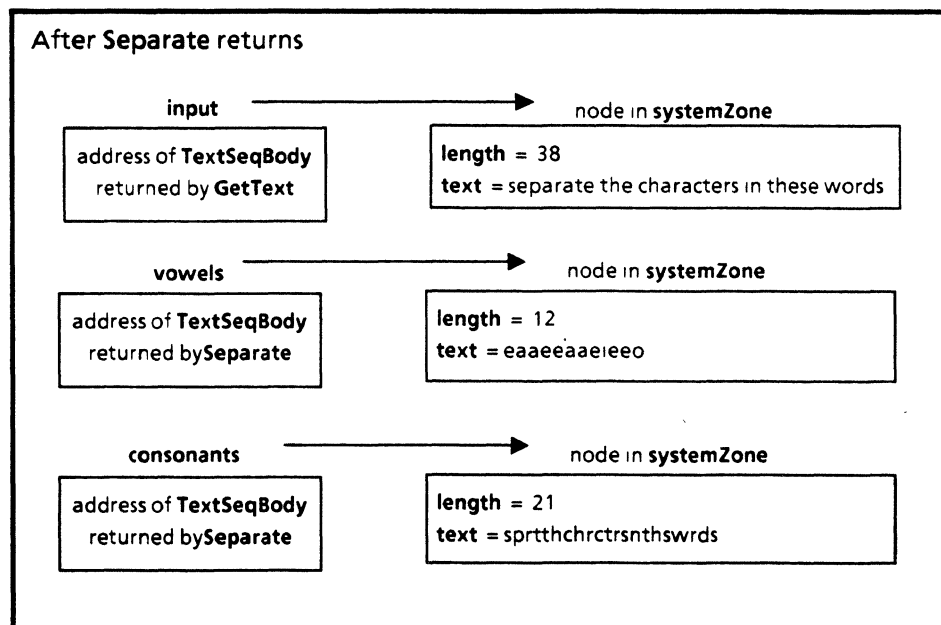 After Separate returns
input
node in systemZone
address of TextSeqBody
returned by GetText
length = 38
text = separate the characters in these words
vowels
node in systemZone
address of TextSeqBody
returned bySeparate
length = 12
text = eaaeeaaeieeo
consonants
node in systemZone
address of TextSeqBody
returned bySeparate
length = 21
text = sprtthchrctrsnthswrds